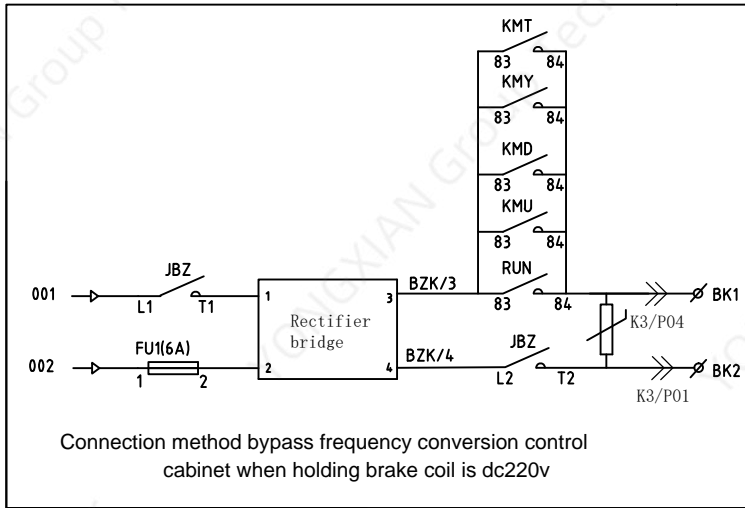 KMT
83 84
KMY
83 84
KMD
83 84
KMU
83 84
RUN
83 84
001
JBZ
L1 T1
1
3
BZK/3
BK1
K3/P04
Rectifier
bridge
002
FU1(6A)
1 2
2
4
BZK/4
JBZ
L2 T2
BK2
K3/P01
Connection method bypass frequency conversion control
cabinet when holding brake coil is dc220v
YONGXIAN Group